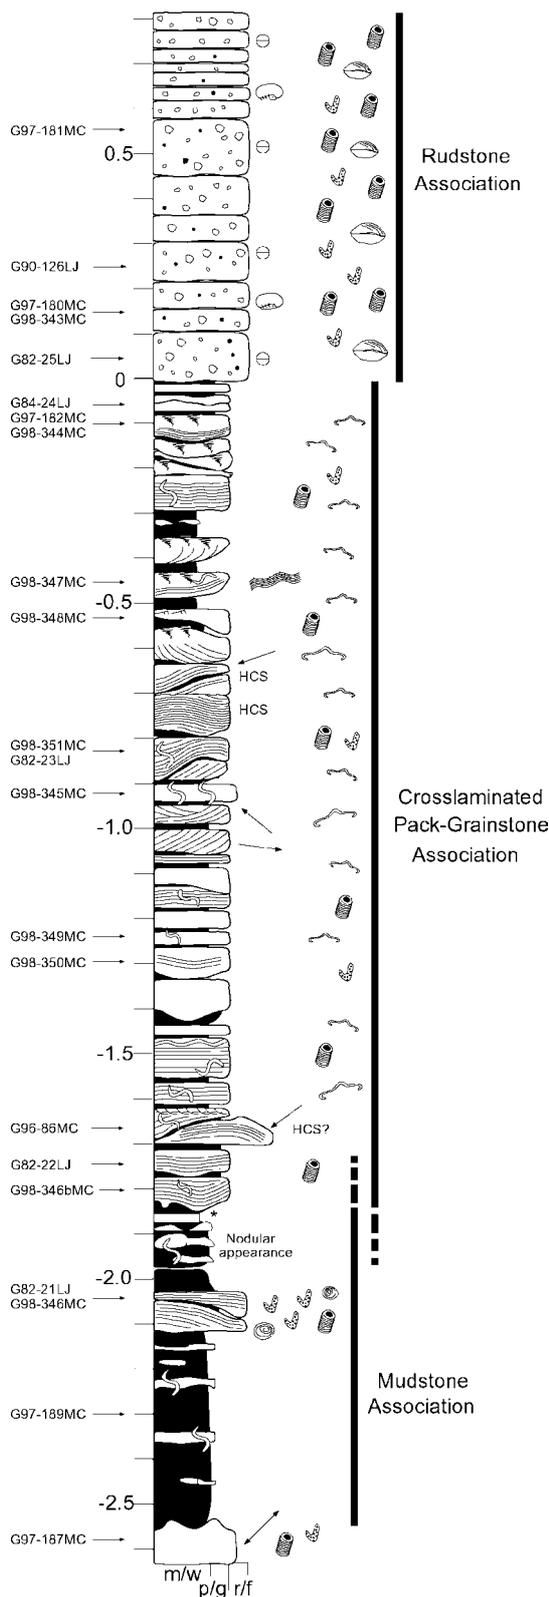 G97-181MC
0.5
Rudstone
Association
G90-126LJ
G97-180MC
G98-343MC
G82-25LJ
0
G84-24LJ
G97-182MC
G98-344MC
G98-347MC
-0.5
G98-348MC
HCS
HCS
G98-351MC
G82-23LJ
G98-345MC
Crosslaminated
Pack-Grainstone
Association
-1.0
G98-349MC
G98-350MC
-1.5
G96-86MC
HCS?
G82-22LJ
G98-346bMC
*
Nodular
appearance
-2.0
G82-21LJ
G98-346MC
Mudstone
Association
G97-189MC
-2.5
G97-187MC
m/w
p/g r/f